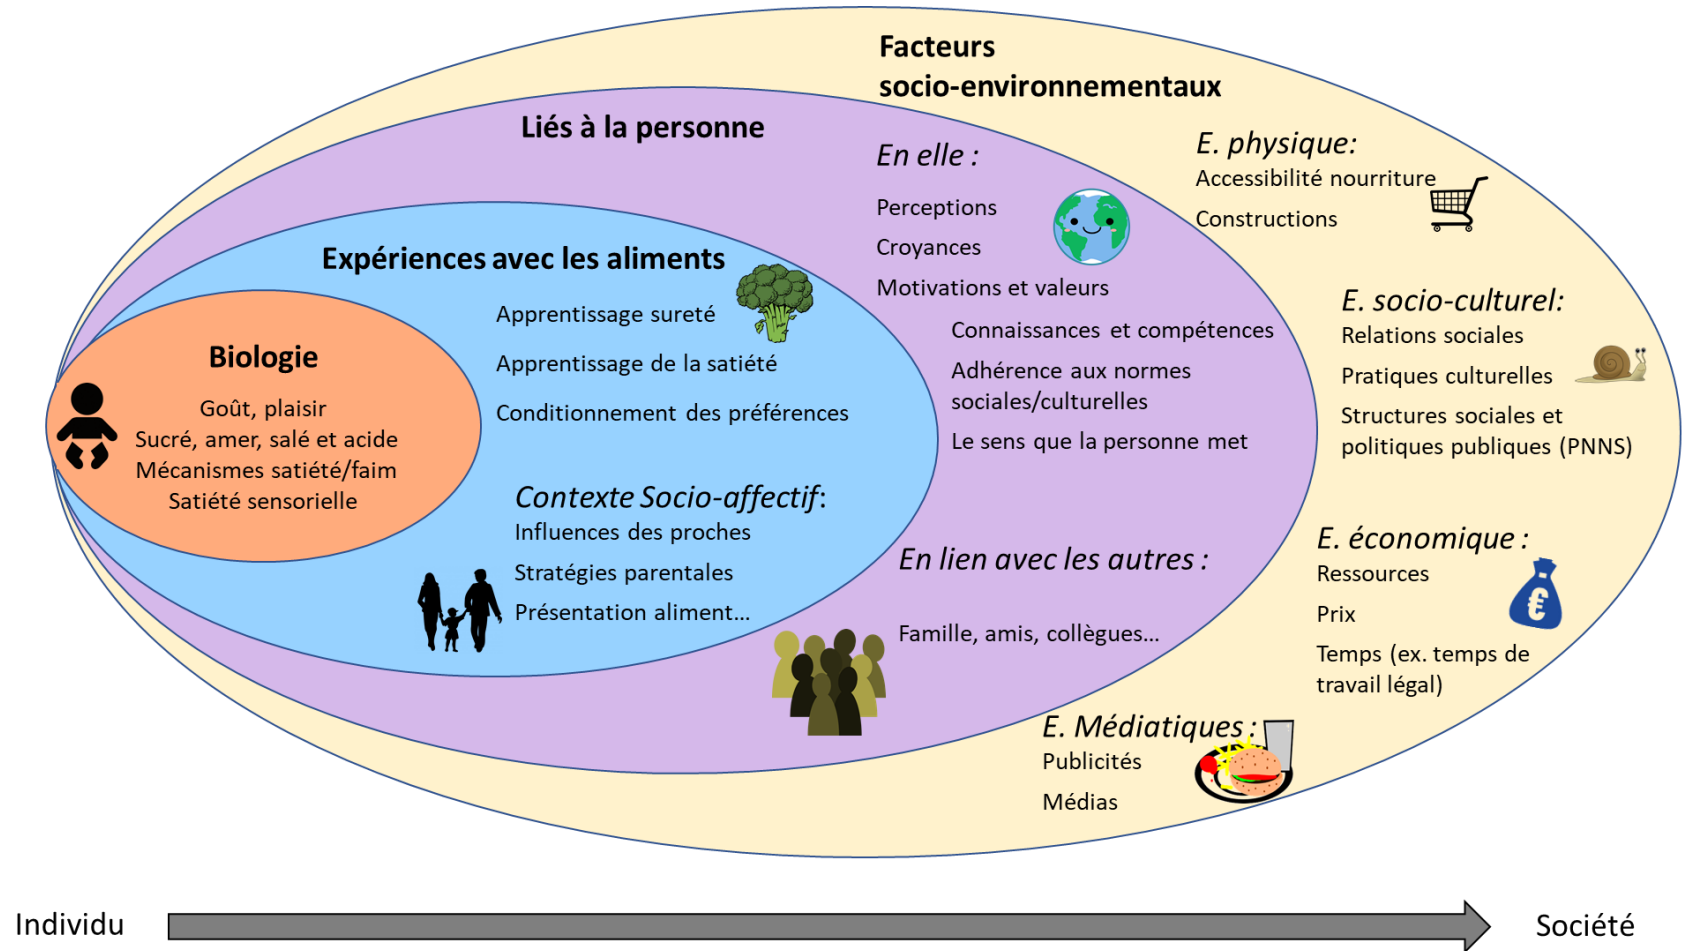 Facteurs
socio-environnementaux
Liés à la personne
Expériences avec les aliments
Biologie
Goût, plaisir
Sucré, amer, salé et acide
Mécanismes satiété/faim
Satiété sensorielle
Apprentissage sureté
Apprentissage de la satiété
Conditionnement des préférences
Contexte Socio-affectif:
Influences des proches
Stratégies parentales
Présentation aliment...
En elle :
Perceptions
Croyances
Motivations et valeurs
Connaissances et compétences
Adhérence aux normes
sociales/culturelles
Le sens que la personne met
En lien avec les autres :
Famille, amis, collègues...
E. physique:
Accessibilité nourriture
Constructions
E. socio-culturel:
Relations sociales
Pratiques culturelles
Structures sociales et
politiques publiques (PNNS)
E. économique :
Ressources
Prix
Temps (ex. temps de
travail légal)
€
E. Médiatiques :
Publicités
Médias
Individu
Société